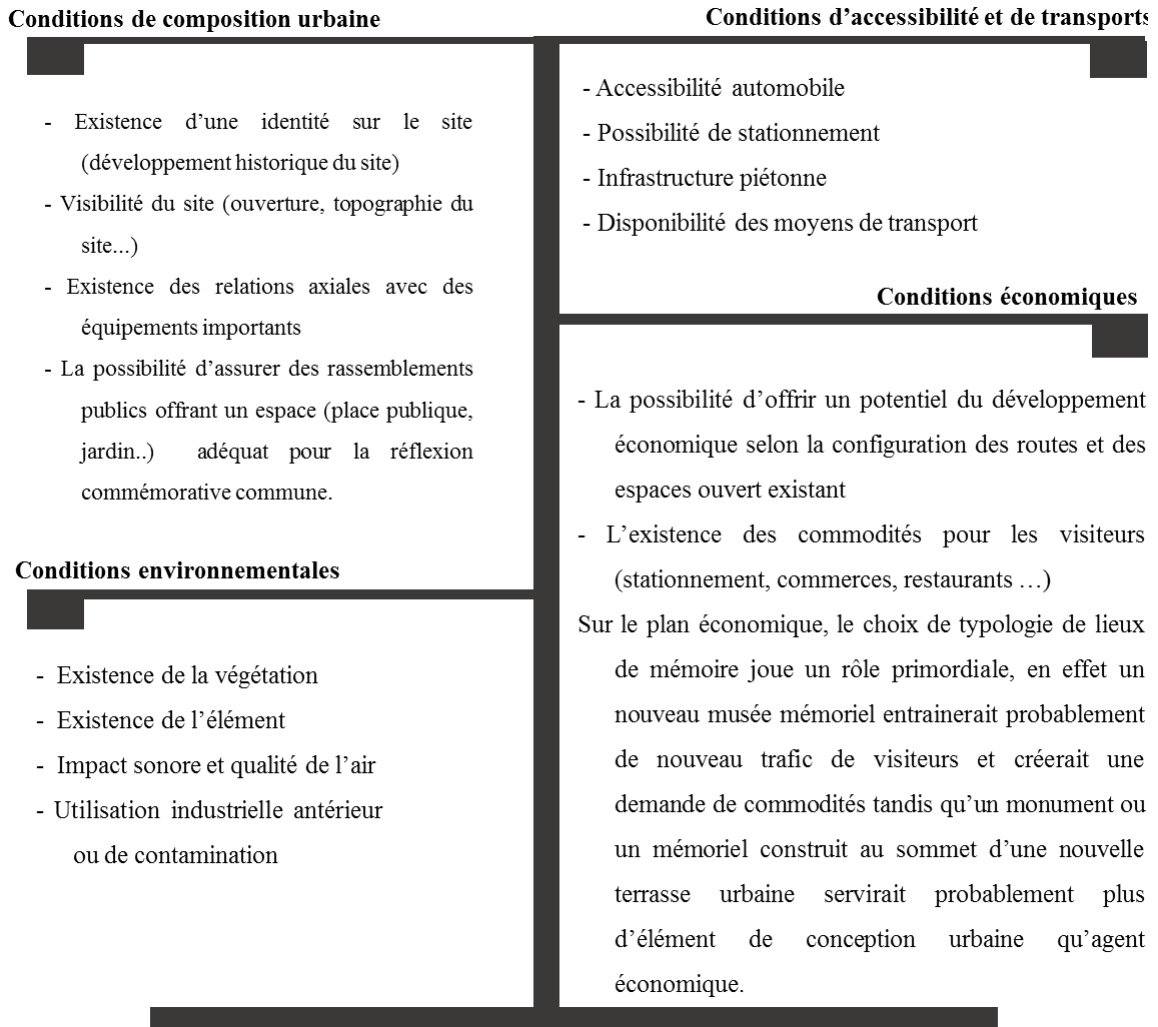 Conditions de composition urbaine
- Existence d’une identité sur le site
(développement historique du site)
- Visibilité du site (ouverture, topographie du
site...)
- Existence des relations axiales avec des
équipements importants
- La possibilité d’assurer des rassemblements
publics offrant un espace (place publique,
jardin..) adéquat pour la réflexion
commémorative commune.
Conditions environnementales
- Existence de la végétation
- Existence de l’élément
- Impact sonore et qualité de l’air
- Utilisation industrielle antérieur
ou de contamination
Conditions d’accessibilité et de transports
- Accessibilité automobile
- Possibilité de stationnement
- Infrastructure piétonne
- Disponibilité des moyens de transport
Conditions économiques
- La possibilité d’offrir un potentiel du développement
économique selon la configuration des routes et des
espaces ouvert existant
- L’existence des commodités pour les visiteurs
(stationnement, commerces, restaurants …)
Sur le plan économique, le choix de typologie de lieux
de mémoire joue un rôle primordiale, en effet un
nouveau musée mémoriel entrainerait probablement
de nouveau trafic de visiteurs et créerait une
demande de commodités tandis qu’un monument ou
un mémoriel construit au sommet d’une nouvelle
terrasse urbaine servirait probablement plus
d’élément de conception urbaine qu’agent
économique.